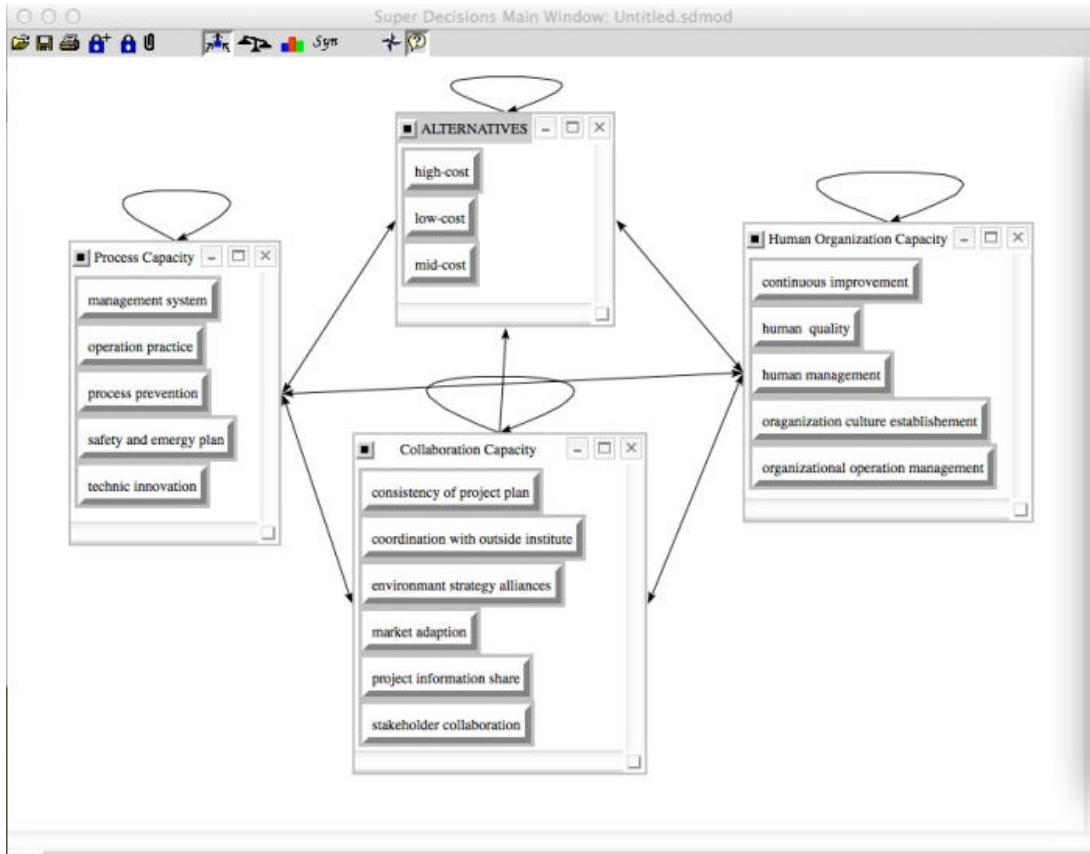 Super Decisions Main Window: Untitled.sdmod
Syn
ALTERNATIVES
high-cost
low-cost
mid-cost
Process Capacity
management system
operation practice
process prevention
safety and emergy plan
technic innovation
Human Organization Capacity
continuous improvement
human quality
human management
oraganization culture establishement
organizational operation management
Collaboration Capacity
consistency of project plan
coordination with outside institute
environmant strategy alliances
market adaption
project information share
stakeholder collaboration